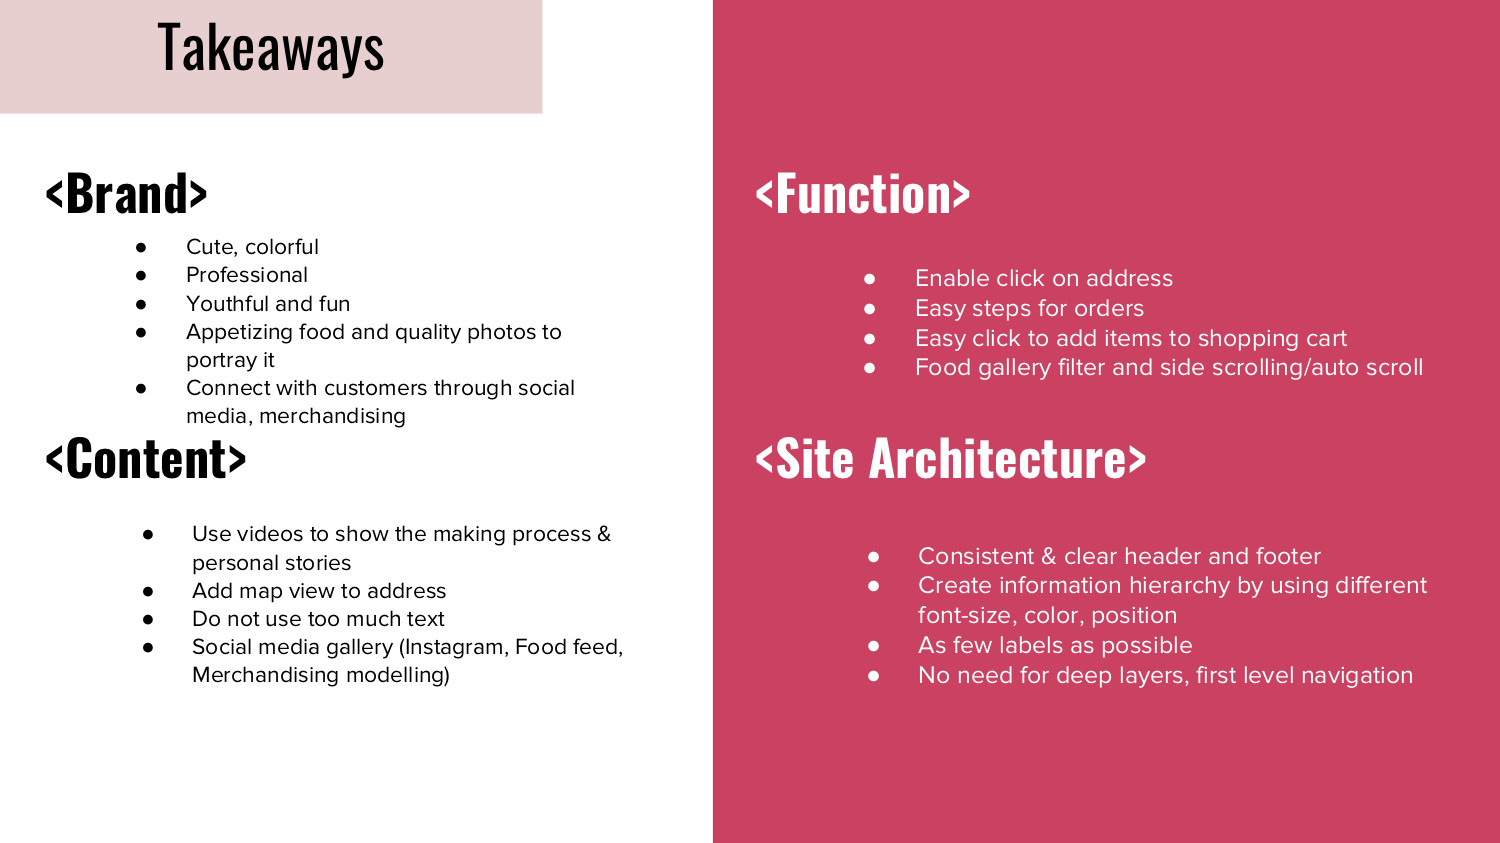 Takeaways
<Brand>
● Cute, colorful
● Professional
● Youthful and fun
● Appetizing food and quality photos to
portray it
● Connect with customers through social
media, merchandising
<Content>
● Use videos to show the making process &
personal stories
● Add map view to address
● Do not use too much text
● Social media gallery (Instagram, Food feed,
Merchandising modelling)
<Function>
● Enable click on address
● Easy steps for orders
● Easy click to add items to shopping cart
● Food gallery filter and side scrolling/auto scroll
<Site Architecture>
● Consistent & clear header and footer
● Create information hierarchy by using different
font-size, color, position
● As few labels as possible
● No need for deep layers, first level navigation